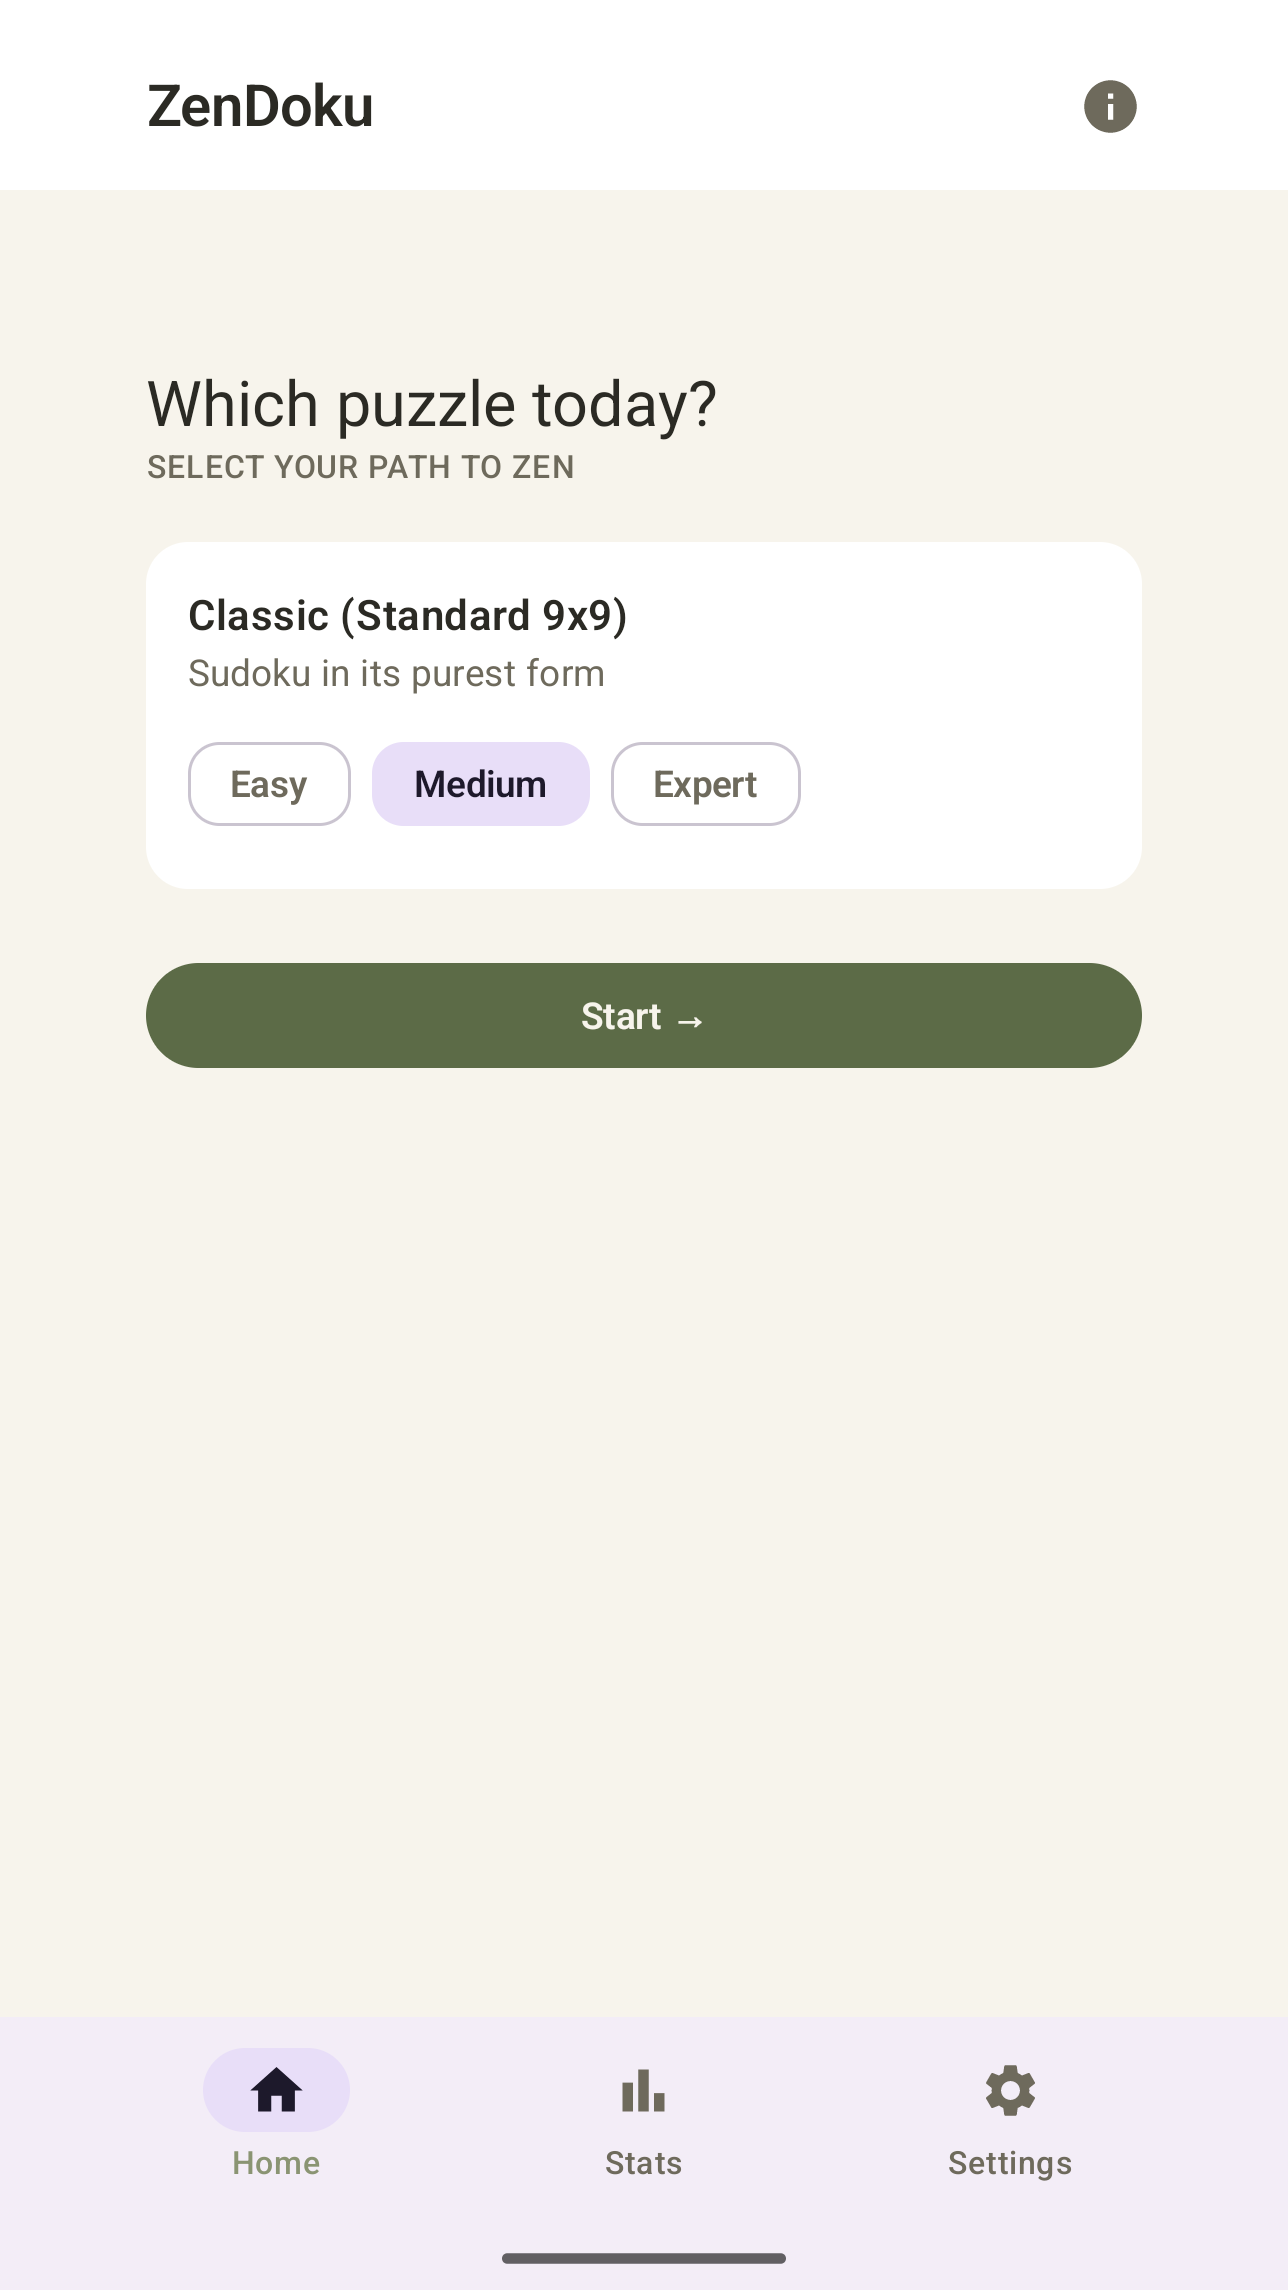 ZenDoku
Which puzzle today?
SELECT YOUR PATH TO ZEN
Classic (Standard 9x9)
Sudoku in its purest form
Easy Medium Expert
Start →
Home Stats Settings